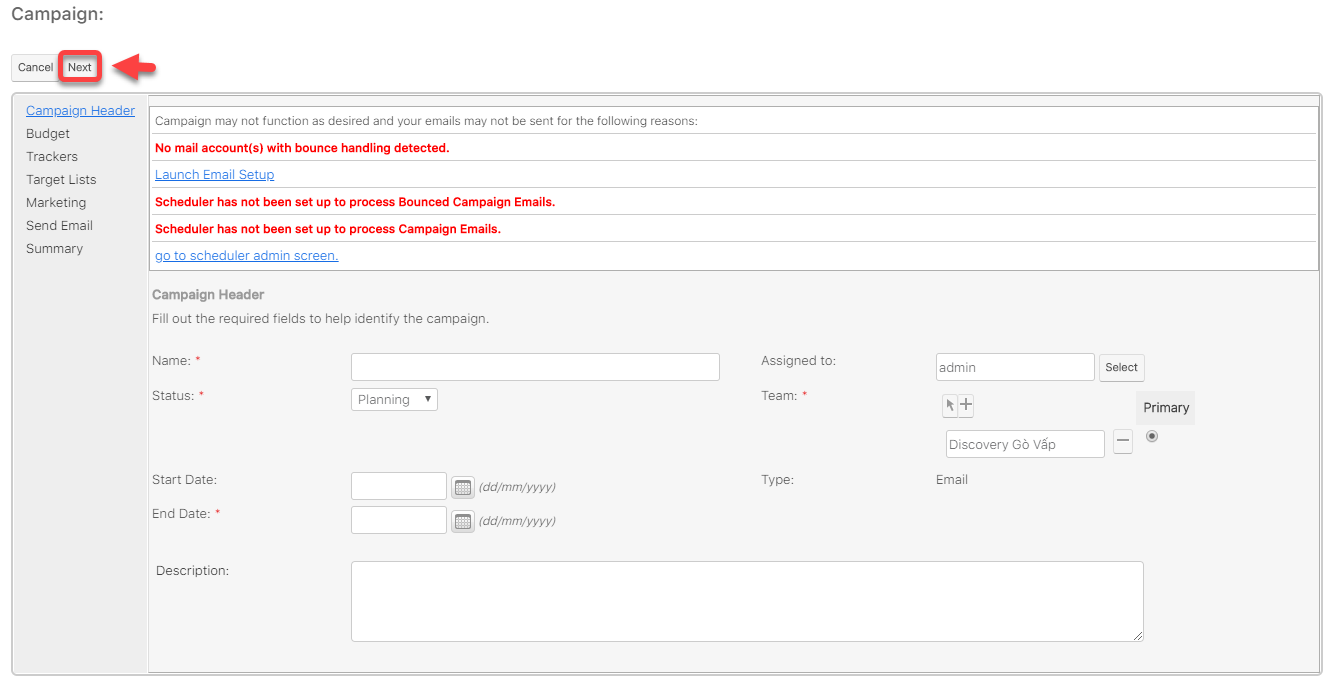 Campaign:
Cancel Next
Campaign Header
Budget
Trackers
Target Lists
Marketing
Send Email
Summary
Campaign may not function as desired and your emails may not be sent for the following reasons:
No mail account(s) with bounce handling detected.
Launch Email Setup
Scheduler has not been set up to process Bounced Campaign Emails.
Scheduler has not been set up to process Campaign Emails.
go to scheduler admin screen.
Campaign Header
Fill out the required fields to help identify the campaign.
Name: * Assigned to: admin Select
Status: * Planning Team: * Primary
Discovery Gò Vấp
Start Date: (dd/mm/yyyy) Type: Email
End Date: * (dd/mm/yyyy)
Description: